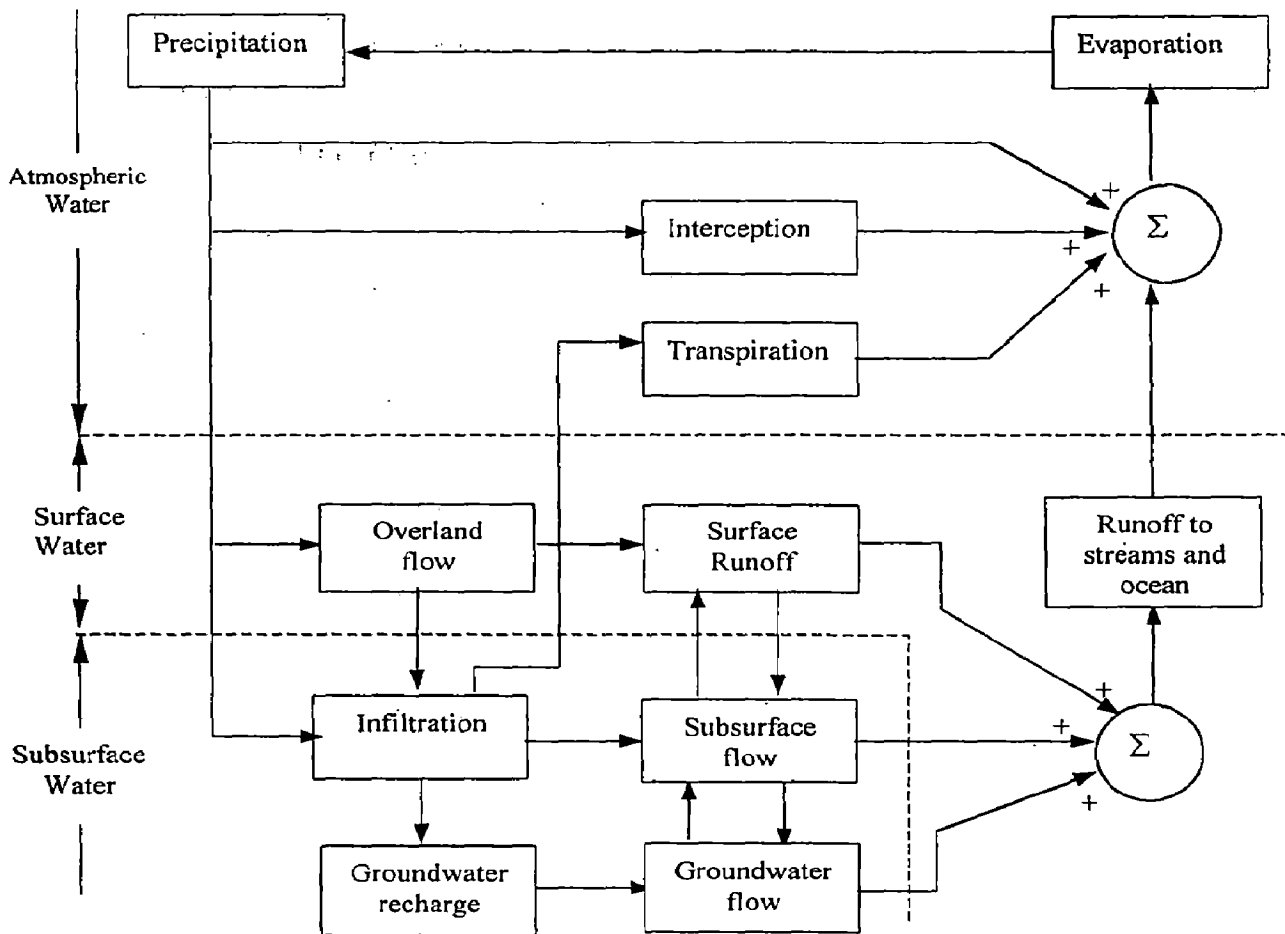 Precipitation
Evaporation
Atmospheric
Water
+
Σ
Interception
+
+
Transpiration
Surface
Water
Overland
flow
Surface
Runoff
Runoff to
streams and
ocean
Subsurface
Water
Infiltration
Subsurface
flow
+
+
Σ
+
Groundwater
recharge
Groundwater
flow